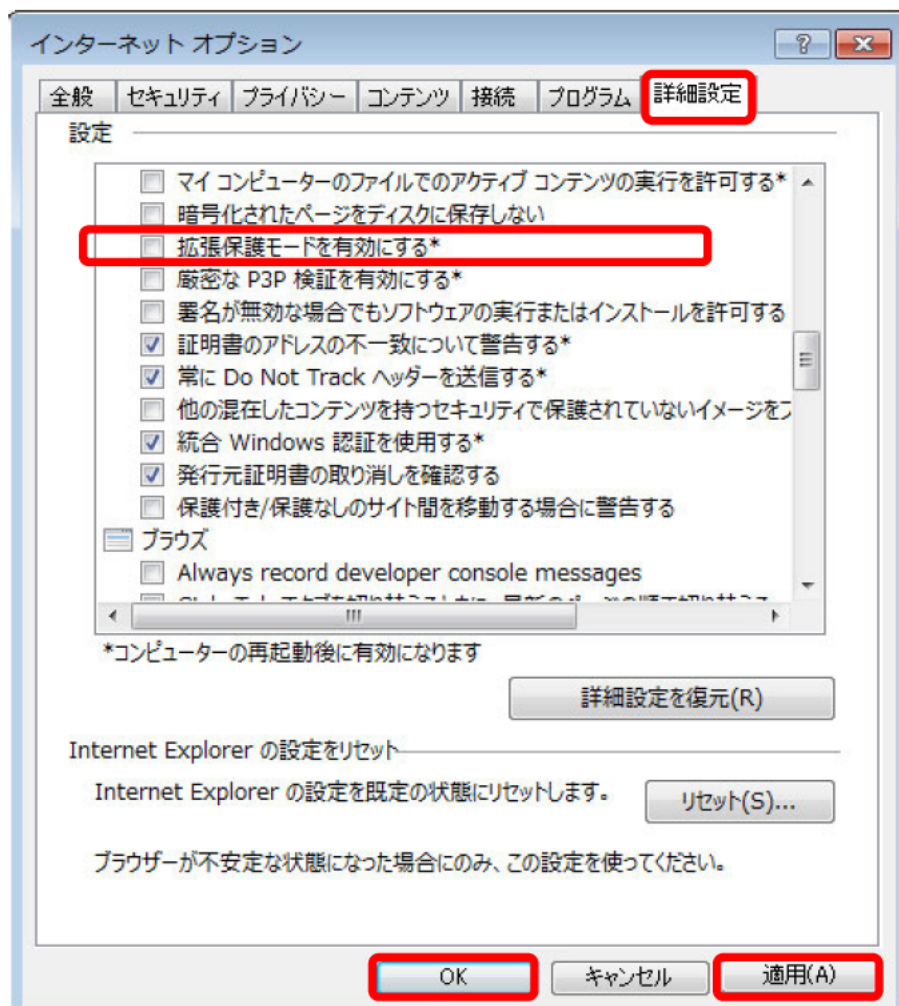 インターネット オプション
全般 セキュリティ プライバシー コンテンツ 接続 プログラム 詳細設定
設定
マイ コンピューターのファイルでのアクティブ コンテンツの実行を許可する*
暗号化されたページをディスクに保存しない
拡張保護モードを有効にする*
厳密な P3P 検証を有効にする*
署名が無効な場合でもソフトウェアの実行またはインストールを許可する
証明書のアドレスの不一致について警告する*
常に Do Not Track ヘッダーを送信する*
他の混在したコンテンツを持つセキュリティで保護されていないイメージをブ
統合 Windows 認証を使用する*
発行元証明書の取り消しを確認する
保護付き/保護なしのサイト間を移動する場合に警告する
ブラウズ
Always record developer console messages
*コンピューターの再起動後に有効になります
詳細設定を復元(R)
Internet Explorer の設定をリセット
Internet Explorer の設定を既定の状態にリセットします。
リセット(S)...
ブラウザーが不安定な状態になった場合にのみ、この設定を使ってください。
OK キャンセル 適用(A)